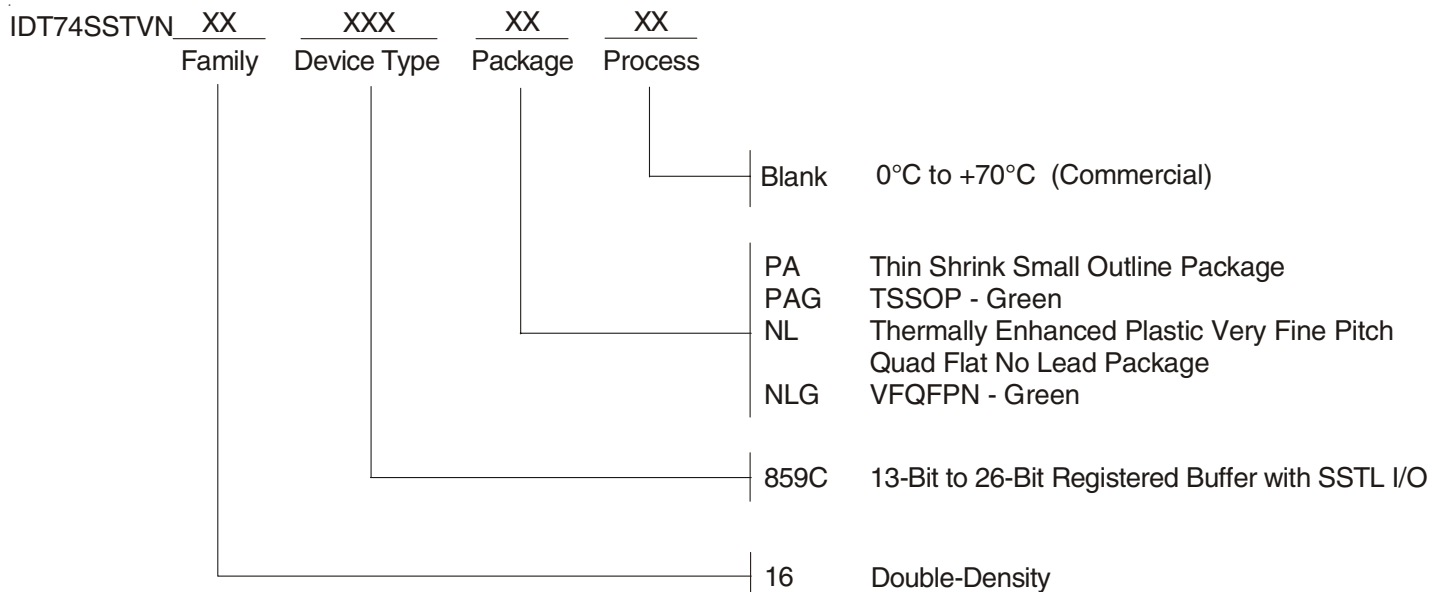 IDT74SSTVN XX XXX XX XX
Family Device Type Package Process
Blank 0°C to +70°C (Commercial)
PA Thin Shrink Small Outline Package
PAG TSSOP - Green
NL Thermally Enhanced Plastic Very Fine Pitch
Quad Flat No Lead Package
NLG VFQFPN - Green
859C 13-Bit to 26-Bit Registered Buffer with SSTL I/O
16 Double-Density